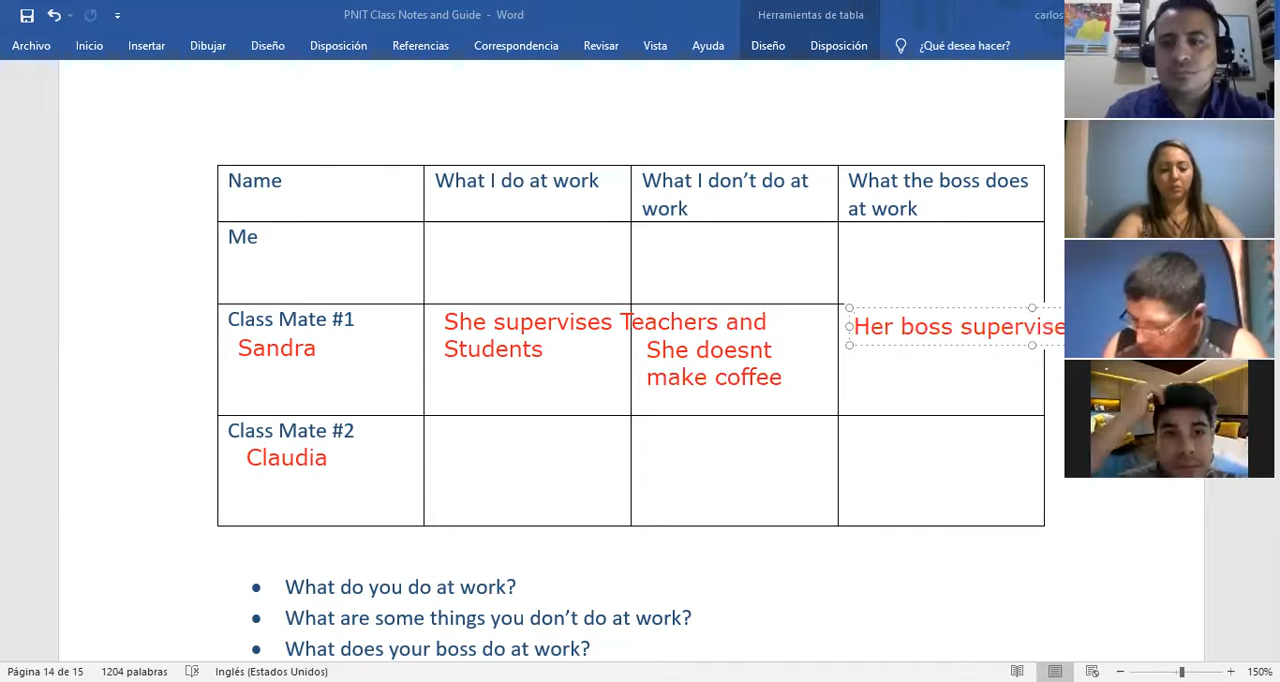 PNIT Class Notes and Guide - Word
Herramientas de tabla
carlos
Archivo Inicio Insertar Dibujar Diseño Disposición Referencias Correspondencia Revisar Vista Ayuda Diseño Disposición ¿Qué desea hacer?
Name What I do at work What I don’t do at work What the boss does at work
Me
Class Mate #1
Sandra
She supervises Teachers and
Students
She doesnt
make coffee
Her boss supervise
Class Mate #2
Claudia
• What do you do at work?
• What are some things you don’t do at work?
• What does your boss do at work?
Página 14 de 15 1204 palabras Inglés (Estados Unidos) 150%